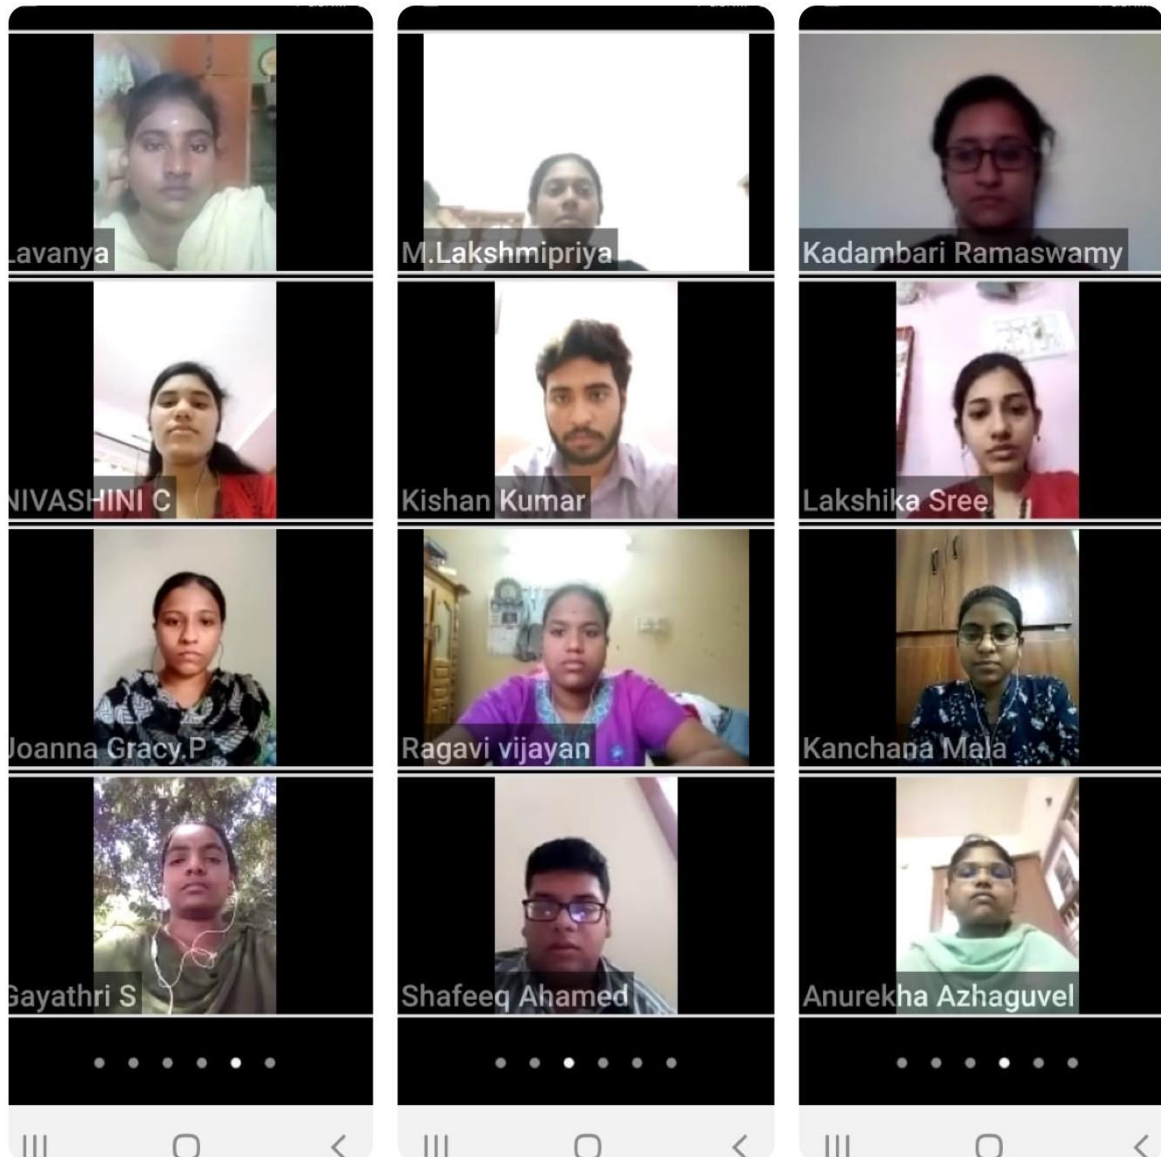 Lavanya
NIVASHINI C
Joanna Gracy.P
Gayathri S
M.Lakshmipriya
Kishan Kumar
Ragavi vijayan
Shafeeq Ahamed
Kadambari Ramaswamy
Lakshika Sree
Kanchana Mala
Anurekha Azhaguvel